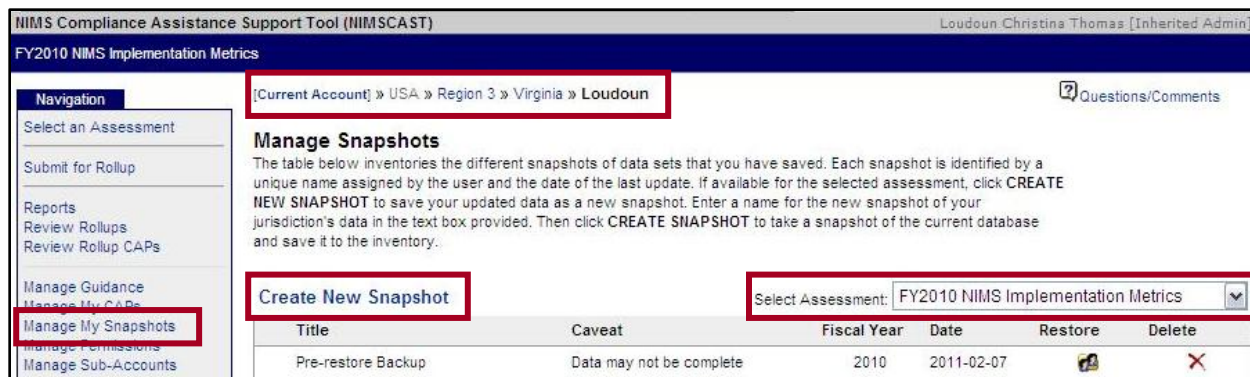 NIMS Compliance Assistance Support Tool (NIMSCAST)
Loudoun Christina Thomas [Inherited Admin]
FY2010 NIMS Implementation Metrics
Navigation
Select an Assessment
Submit for Rollup
Reports
Review Rollups
Review Rollup CAPs
Manage Guidance
Manage My CAPs
Manage My Snapshots
Manage Permissions
Manage Sub-Accounts
[Current Account] » USA » Region 3 » Virginia » Loudoun
Questions/Comments
Manage Snapshots
The table below inventories the different snapshots of data sets that you have saved. Each snapshot is identified by a
unique name assigned by the user and the date of the last update. If available for the selected assessment, click CREATE
NEW SNAPSHOT to save your updated data as a new snapshot. Enter a name for the new snapshot of your
jurisdiction's data in the text box provided. Then click CREATE SNAPSHOT to take a snapshot of the current database
and save it to the inventory.
Create New Snapshot
Select Assessment: FY2010 NIMS Implementation Metrics
Title Caveat Fiscal Year Date Restore Delete
Pre-restore Backup Data may not be complete 2010 2011-02-07